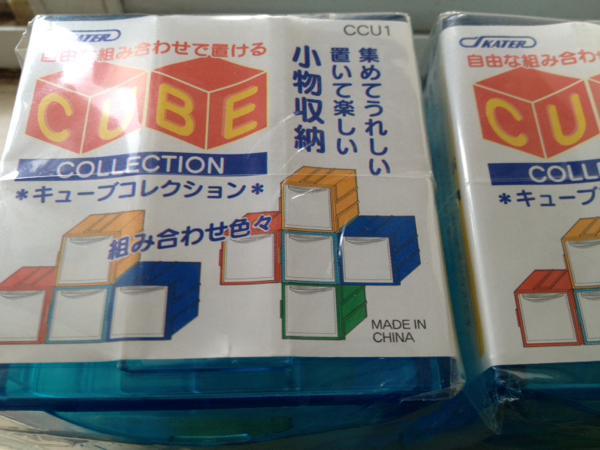 SKATER
CCU1
自由な組み合わせで置ける
CUBE
COLLECTION
*キューブコレクション*
集めてうれしい
置いて楽しい
小物収納
組み合わせ色々
MADE IN
CHINA
SKATER
自由な組み合わせ
CU
COLL
*キューブ